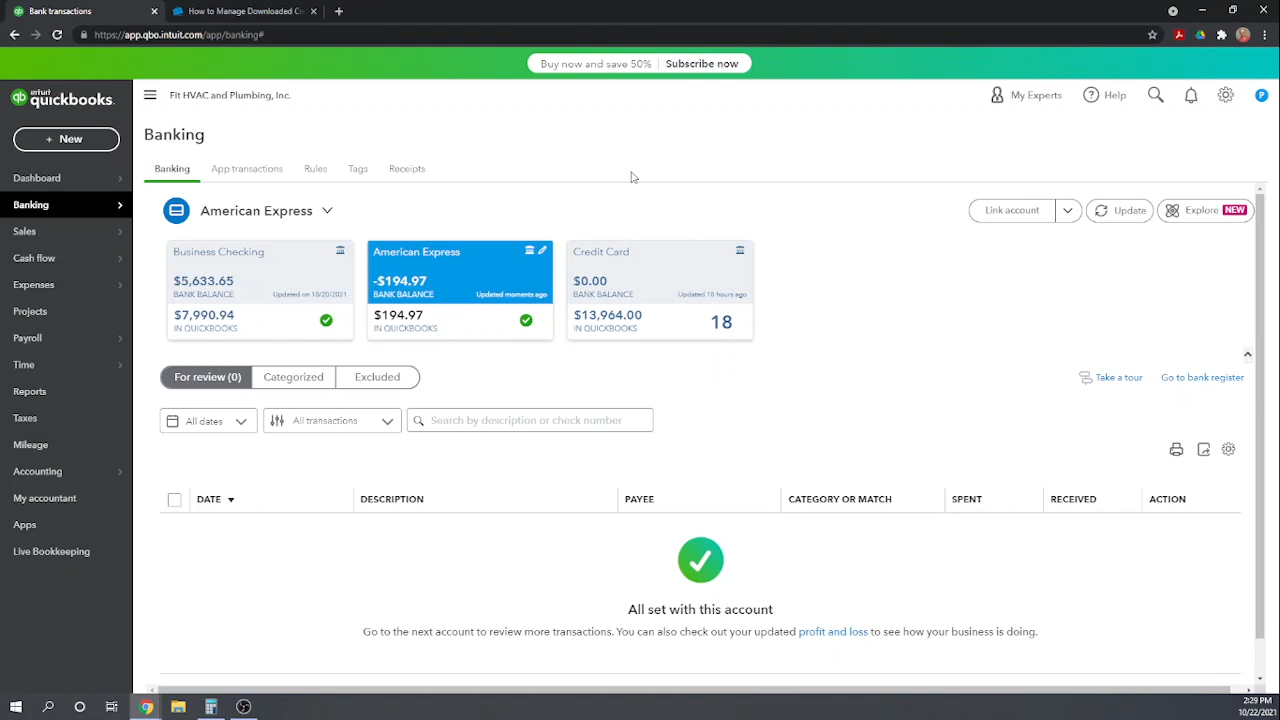 Bank transactions
How to Manage Downloaded Cr
https://app.qbo.intuit.com/app/banking#
Buy now and save 50% Subscribe now
intuit
quickbooks.
Fit HVAC and Plumbing, Inc.
My Experts
Help
P
+ New
Dashboard
Banking
Sales
Cash flow
Expenses
Projects
Payroll
Time
Reports
Taxes
Mileage
Accounting
My accountant
Apps
Live Bookkeeping
Banking
Banking App transactions Rules Tags Receipts
American Express
Link account Update Explore NEW
Business Checking
$5,633.65
BANK BALANCE Updated on 10/20/2021
$7,990.94
IN QUICKBOOKS
American Express
-$194.97
BANK BALANCE Updated moments ago
$194.97
IN QUICKBOOKS
Credit Card
$0.00
BANK BALANCE Updated 18 hours ago
$13,964.00
IN QUICKBOOKS
18
For review (0) Categorized Excluded
Take a tour Go to bank register
All dates All transactions Search by description or check number
DATE DESCRIPTION PAYEE CATEGORY OR MATCH SPENT RECEIVED ACTION
All set with this account
Go to the next account to review more transactions. You can also check out your updated profit and loss to see how your business is doing.
2:29 PM
10/22/2021